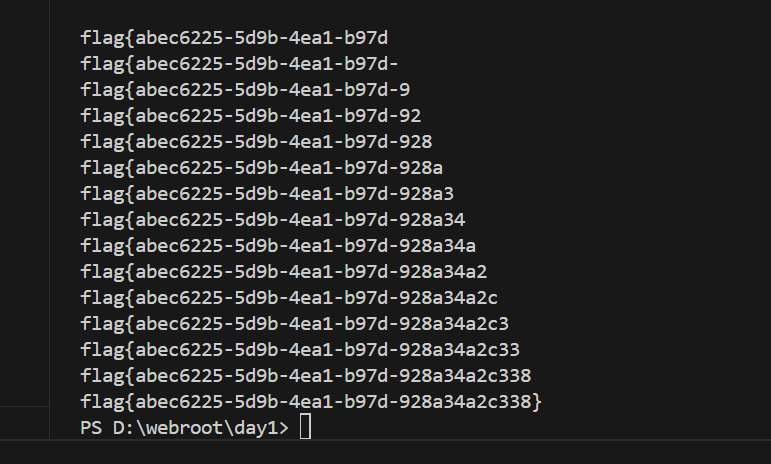 flag{abec6225-5d9b-4ea1-b97d
flag{abec6225-5d9b-4ea1-b97d-
flag{abec6225-5d9b-4ea1-b97d-9
flag{abec6225-5d9b-4ea1-b97d-92
flag{abec6225-5d9b-4ea1-b97d-928
flag{abec6225-5d9b-4ea1-b97d-928a
flag{abec6225-5d9b-4ea1-b97d-928a3
flag{abec6225-5d9b-4ea1-b97d-928a34
flag{abec6225-5d9b-4ea1-b97d-928a34a
flag{abec6225-5d9b-4ea1-b97d-928a34a2
flag{abec6225-5d9b-4ea1-b97d-928a34a2c
flag{abec6225-5d9b-4ea1-b97d-928a34a2c3
flag{abec6225-5d9b-4ea1-b97d-928a34a2c33
flag{abec6225-5d9b-4ea1-b97d-928a34a2c338
flag{abec6225-5d9b-4ea1-b97d-928a34a2c338}
PS D:\webroot\day1>